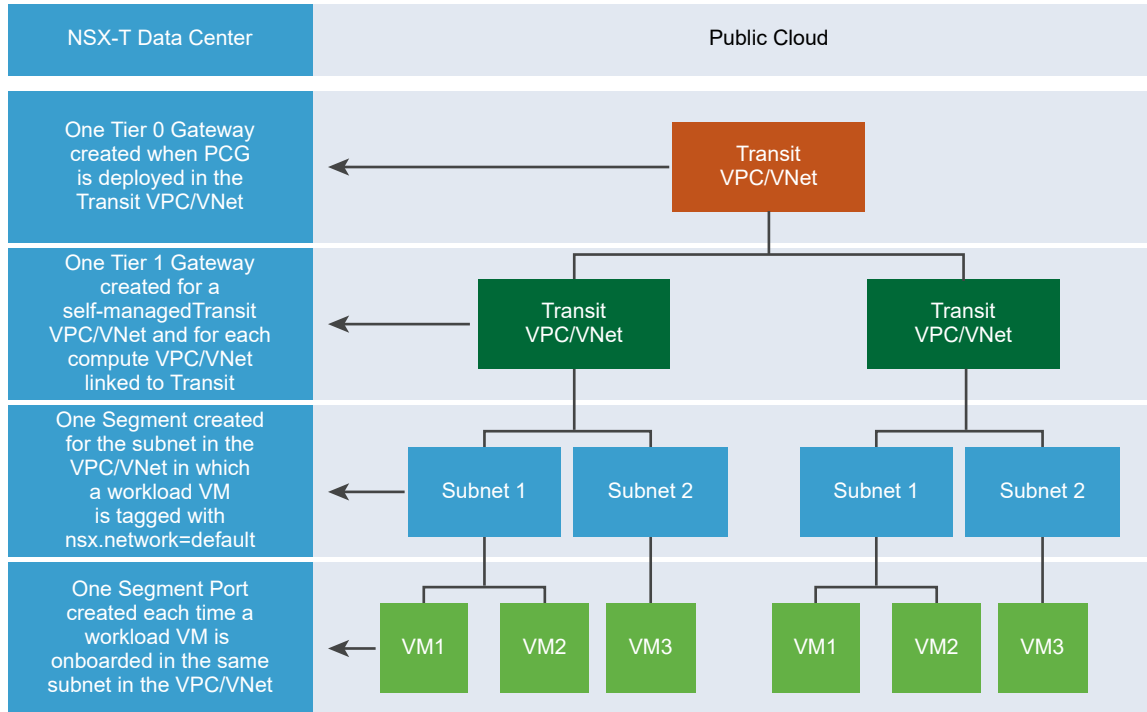 NSX-T Data Center
Public Cloud
One Tier 0 Gateway
created when PCG
is deployed in the
Transit VPC/VNet
Transit
VPC/VNet
One Tier 1 Gateway
created for a
self-managedTransit
VPC/VNet and for each
compute VPC/VNet
linked to Transit
Transit
VPC/VNet
Transit
VPC/VNet
One Segment created
for the subnet in the
VPC/VNet in which
a workload VM
is tagged with
nsx.network=default
Subnet 1
Subnet 2
Subnet 1
Subnet 2
One Segment Port
created each time a
workload VM is
onboarded in the same
subnet in the VPC/VNet
VM1
VM2
VM3
VM1
VM2
VM3